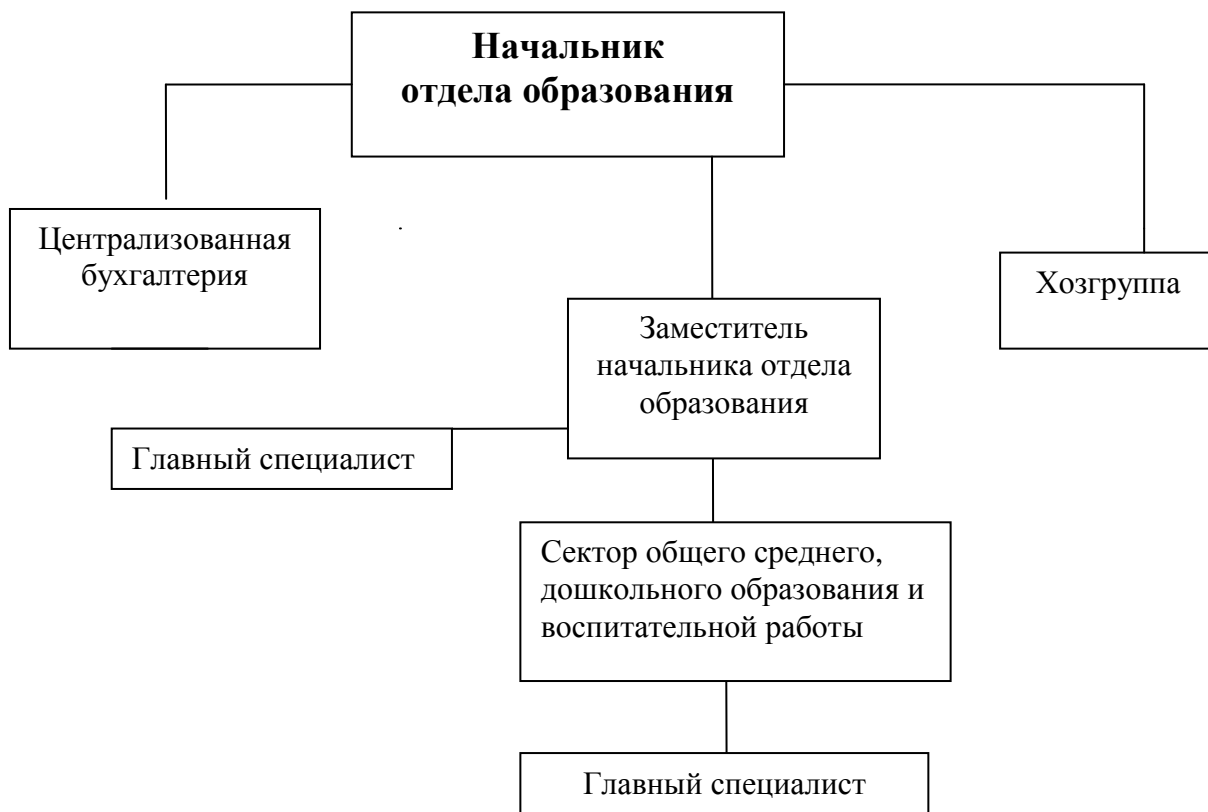 Начальник
отдела образования
Централизованная
бухгалтерия
Хозгруппа
Заместитель
начальника отдела
образования
Главный специалист
Сектор общего среднего,
дошкольного образования и
воспитательной работы
Главный специалист